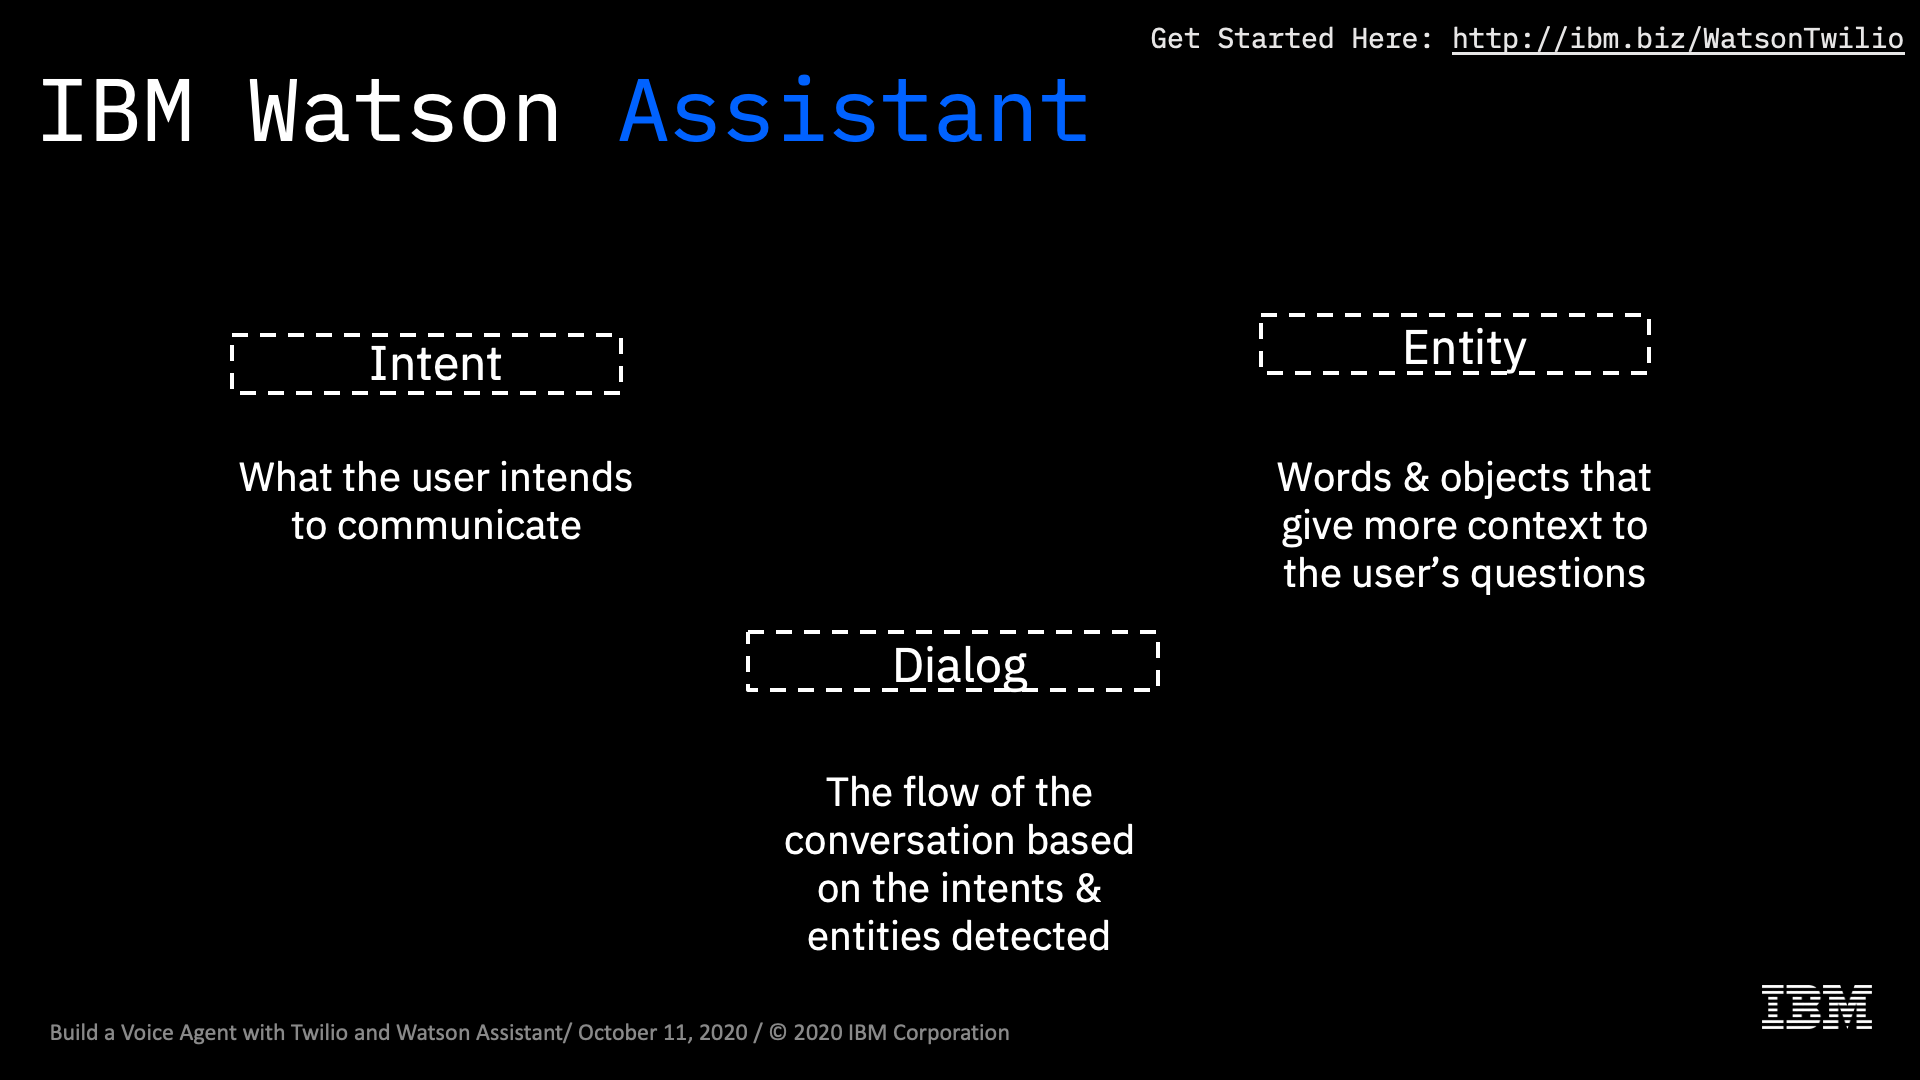 Get Started Here: http://ibm.biz/WatsonTwilio
IBM Watson Assistant
Intent
What the user intends
to communicate
Entity
Words & objects that
give more context to
the user’s questions
Dialog
The flow of the
conversation based
on the intents &
entities detected
Build a Voice Agent with Twilio and Watson Assistant/ October 11, 2020 / © 2020 IBM Corporation
IBM